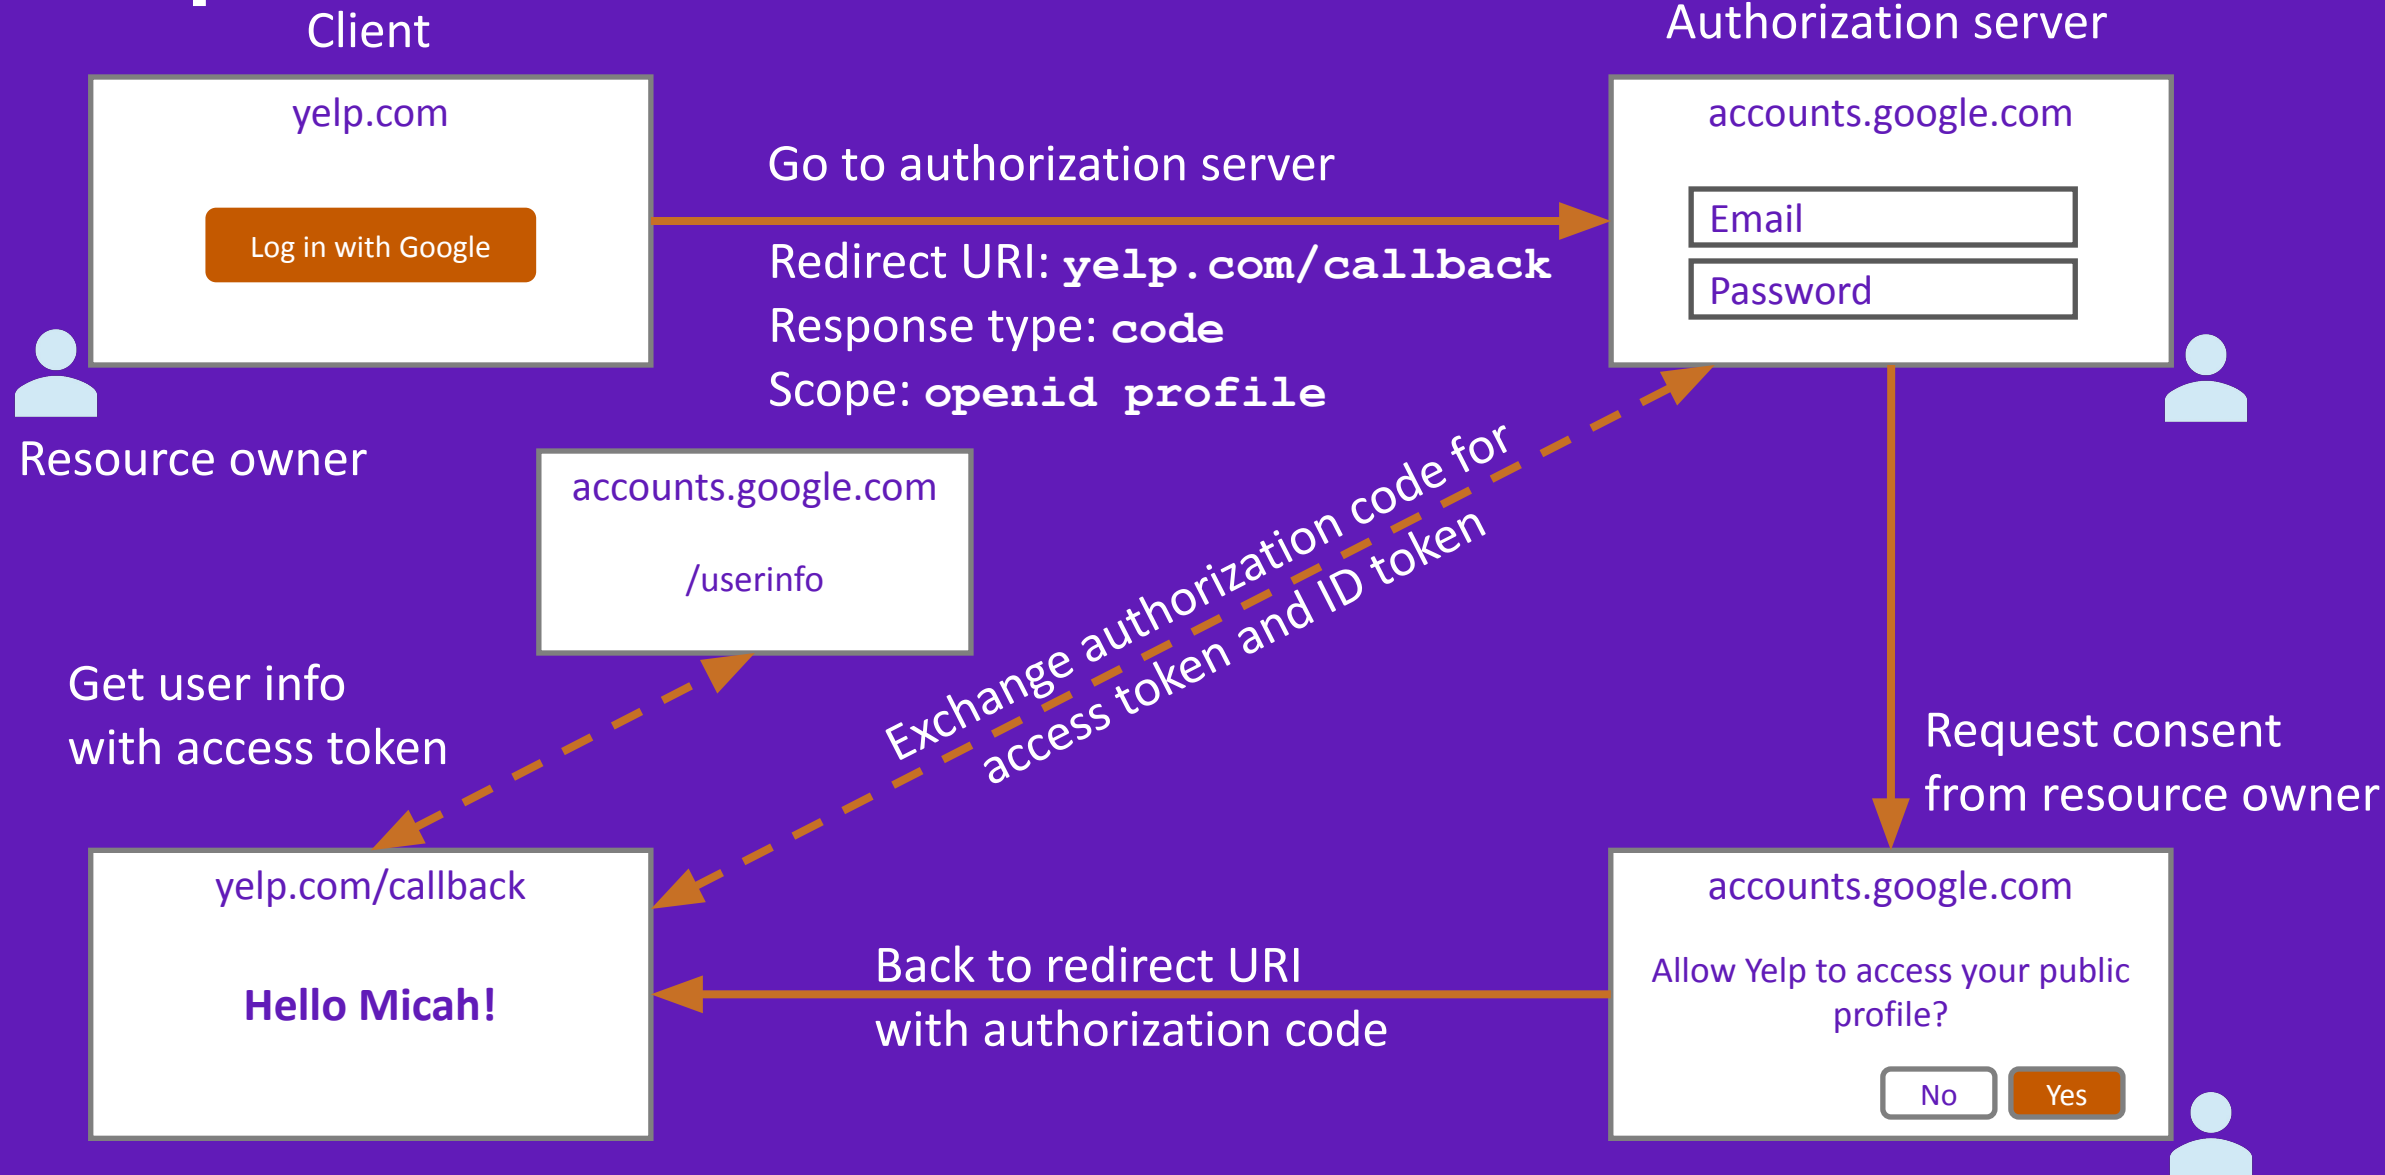 Client
Authorization server
yelp.com
Log in with Google
Go to authorization server
Redirect URI: yelp.com/callback
Response type: code
Scope: openid profile
accounts.google.com
Email
Password
Resource owner
accounts.google.com
/userinfo
Exchange authorization code for
access token and ID token
Get user info
with access token
Request consent
from resource owner
yelp.com/callback
Hello Micah!
Back to redirect URI
with authorization code
accounts.google.com
Allow Yelp to access your public
profile?
No
Yes